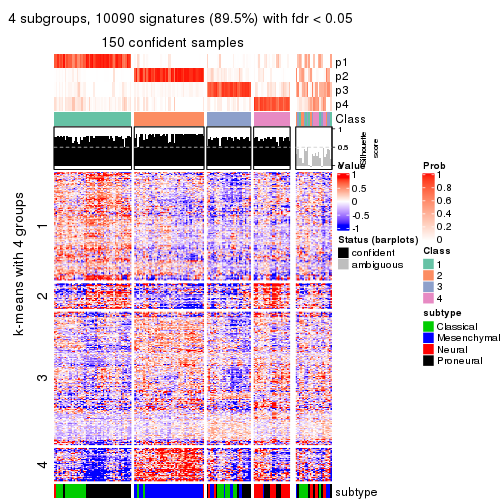 4 subgroups, 10090 signatures (89.5%) with fdr < 0.05
150 confident samples
p1
p2
p3
p4
Class
1
0.5
0
Silhouette
score
k-means with 4 groups
1
2
3
4
subtype
Value
1
0.5
0
-0.5
-1
Status (barplots)
confident
ambiguous
Prob
1
0.8
0.6
0.4
0.2
0
Class
1
2
3
4
subtype
Classical
Mesenchymal
Neural
Proneural